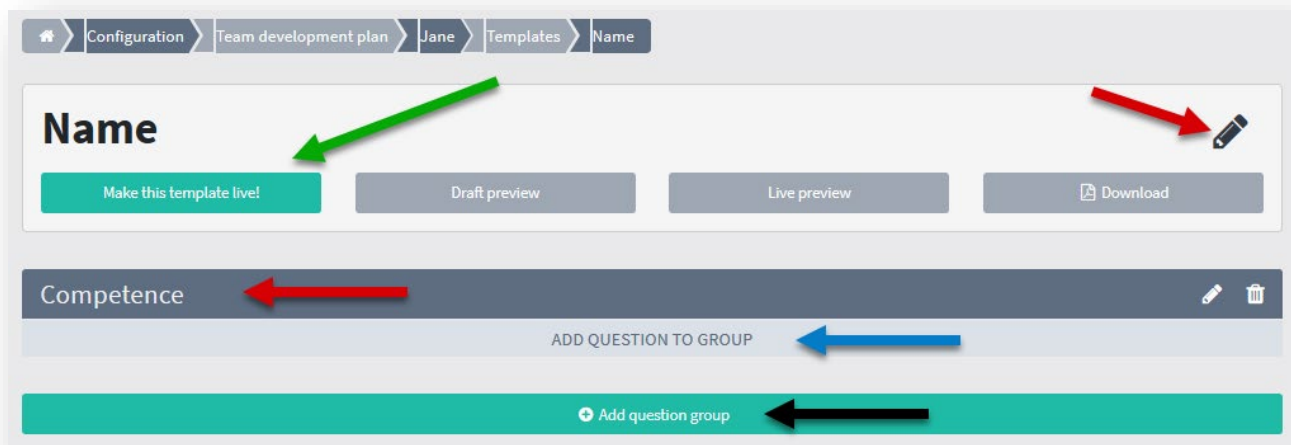 Configuration Team development plan Jane Templates Name
Name
Make this template live! Draft preview Live preview Download
Competence
ADD QUESTION TO GROUP
Add question group